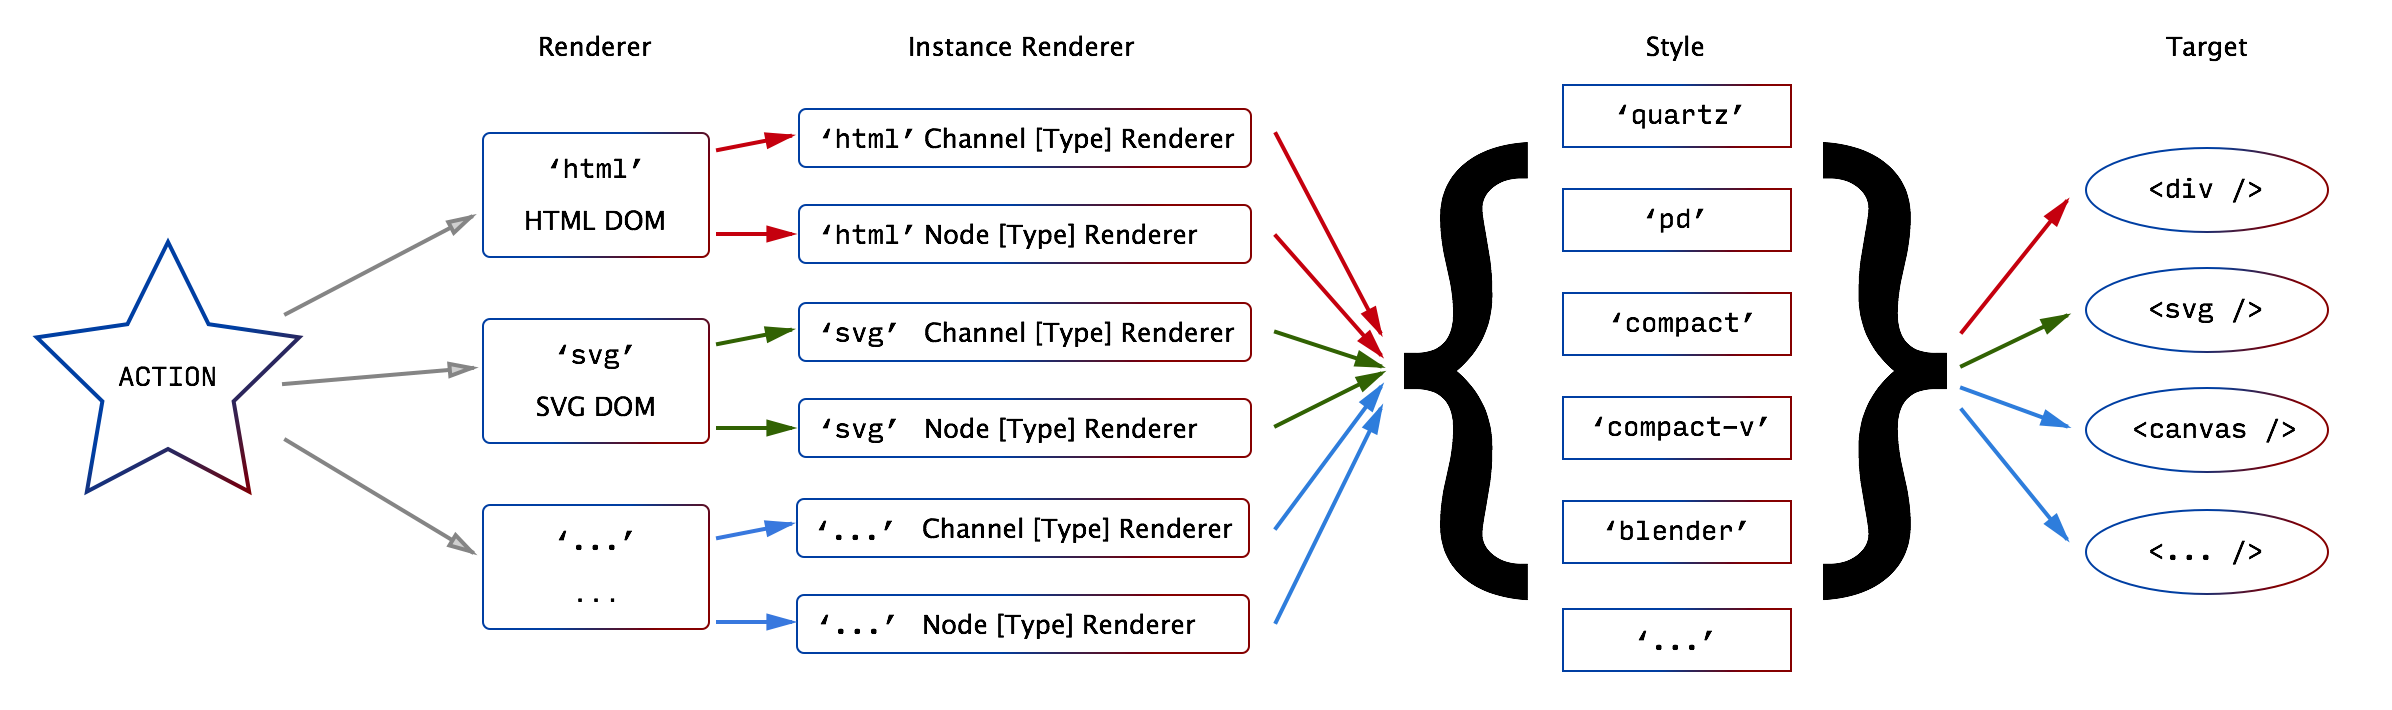 Renderer
Instance Renderer
Style
Target
ACTION
‘html’
HTML DOM
‘svg’
SVG DOM
‘...’
...
‘html’ Channel [Type] Renderer
‘html’ Node [Type] Renderer
‘svg’ Channel [Type] Renderer
‘svg’ Node [Type] Renderer
‘...’ Channel [Type] Renderer
‘...’ Node [Type] Renderer
{
‘quartz’
‘pd’
‘compact’
‘compact-v’
‘blender’
‘...’
}
<div />
<svg />
<canvas />
<... />